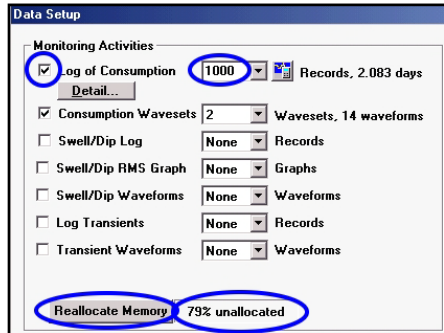 Data Setup
Monitoring Activities
Log of Consumption 1000 Records, 2.083 days
Detail...
Consumption Wavesets 2 Wavesets, 14 waveforms
Swell/Dip Log None Records
Swell/Dip RMS Graph None Graphs
Swell/Dip Waveforms None Waveforms
Log Transients None Records
Transient Waveforms None Waveforms
Reallocate Memory 79% unallocated